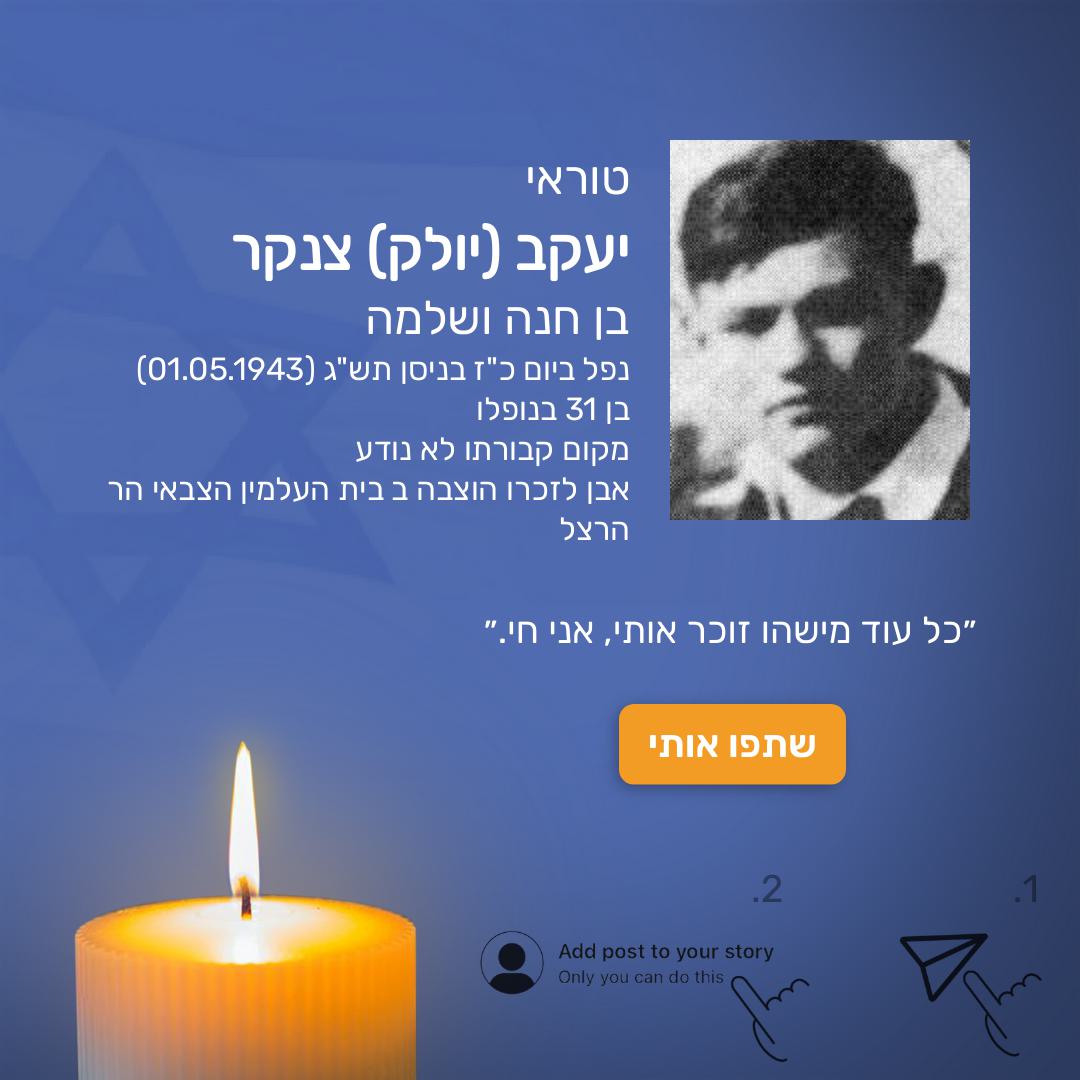 טוראי
יעקב (יולק) צנקר
בן חנה ושלמה
נפל ביום כ"ז בניסן תש"ג (01.05.1943)
בן 31 בנופלו
מקום קבורתו לא נודע
אבן לזכרו הוצבה ב בית העלמין הצבאי הר
הרצל
״כל עוד מישהו זוכר אותי, אני חי.״
שתפו אותי
1.
2.
Add post to your story
Only you can do this